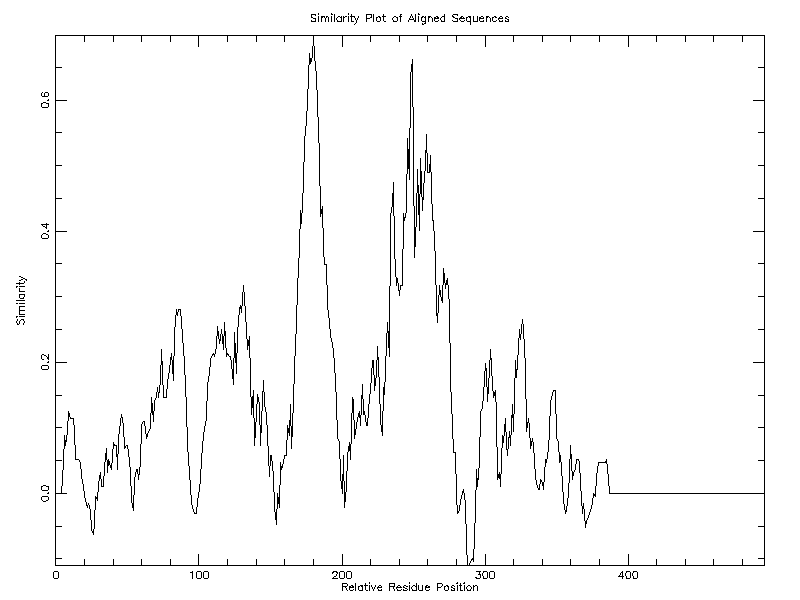 Similarity Plot of Aligned Sequences
0.6
0.4
Similarity
0.2
0.0
0 100 200 300 400
Relative Residue Position